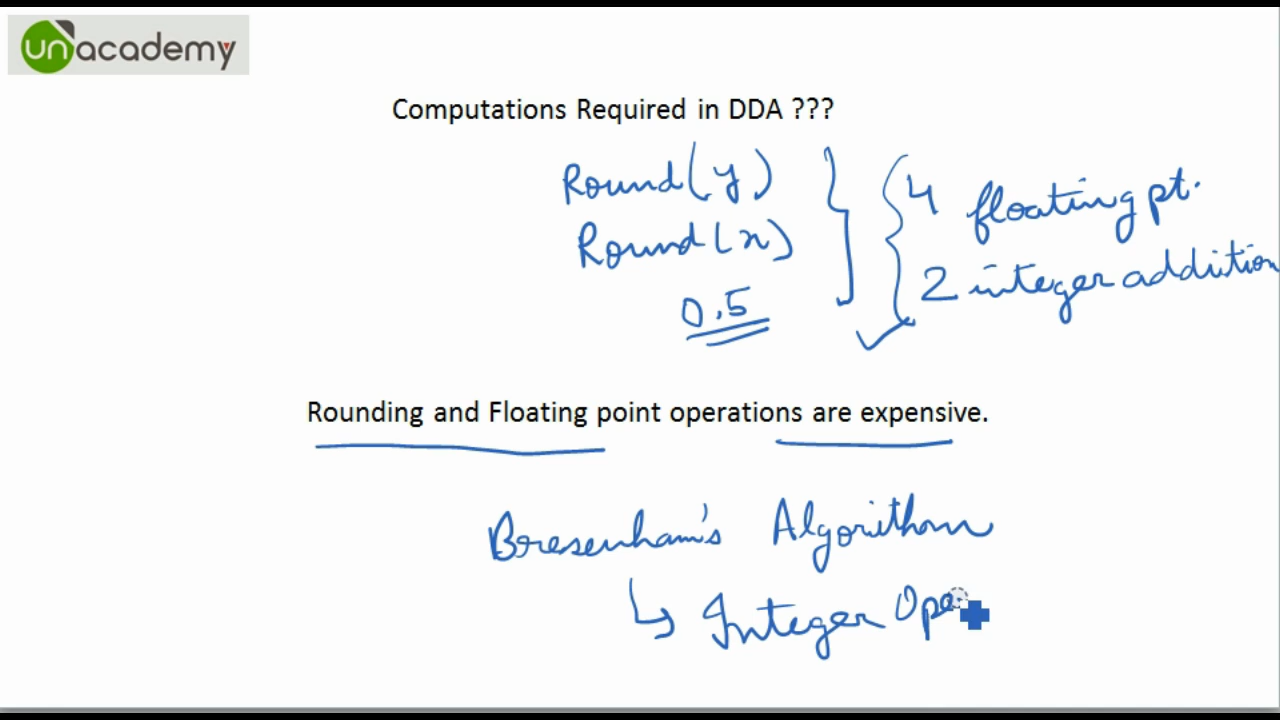 unacademy
Computations Required in DDA ???
Round(y)
Round(x)
0.5
4 floating pt.
2 integer addition
Rounding and Floating point operations are expensive.
Bresenham's Algorithm
↳ Integer Ope